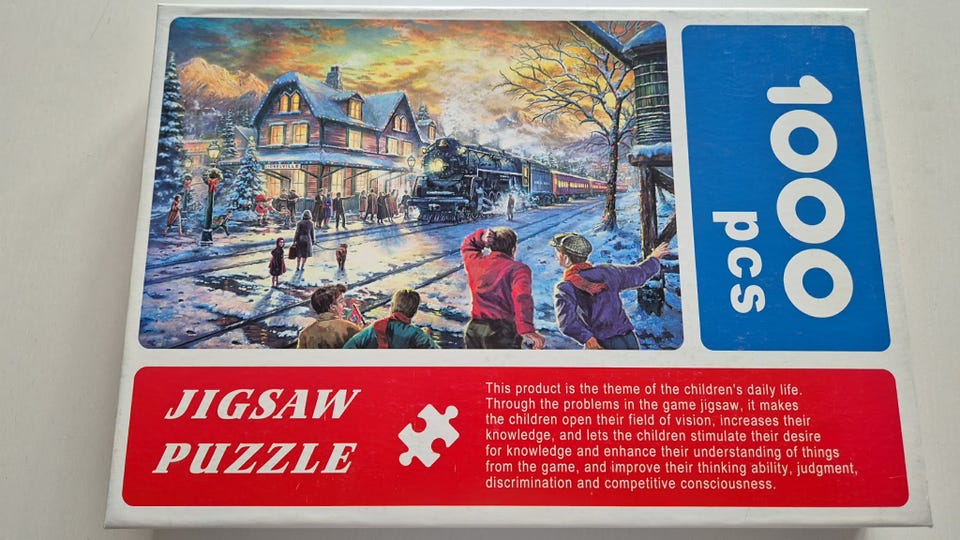 1000
pcs
JIGSAW
PUZZLE
This product is the theme of the children's daily life.
Through the problems in the game jigsaw, it makes
the children open their field of vision, increases their
knowledge, and lets the children stimulate their desire
for knowledge and enhance their understanding of things
from the game, and improve their thinking ability, judgment,
discrimination and competitive consciousness.